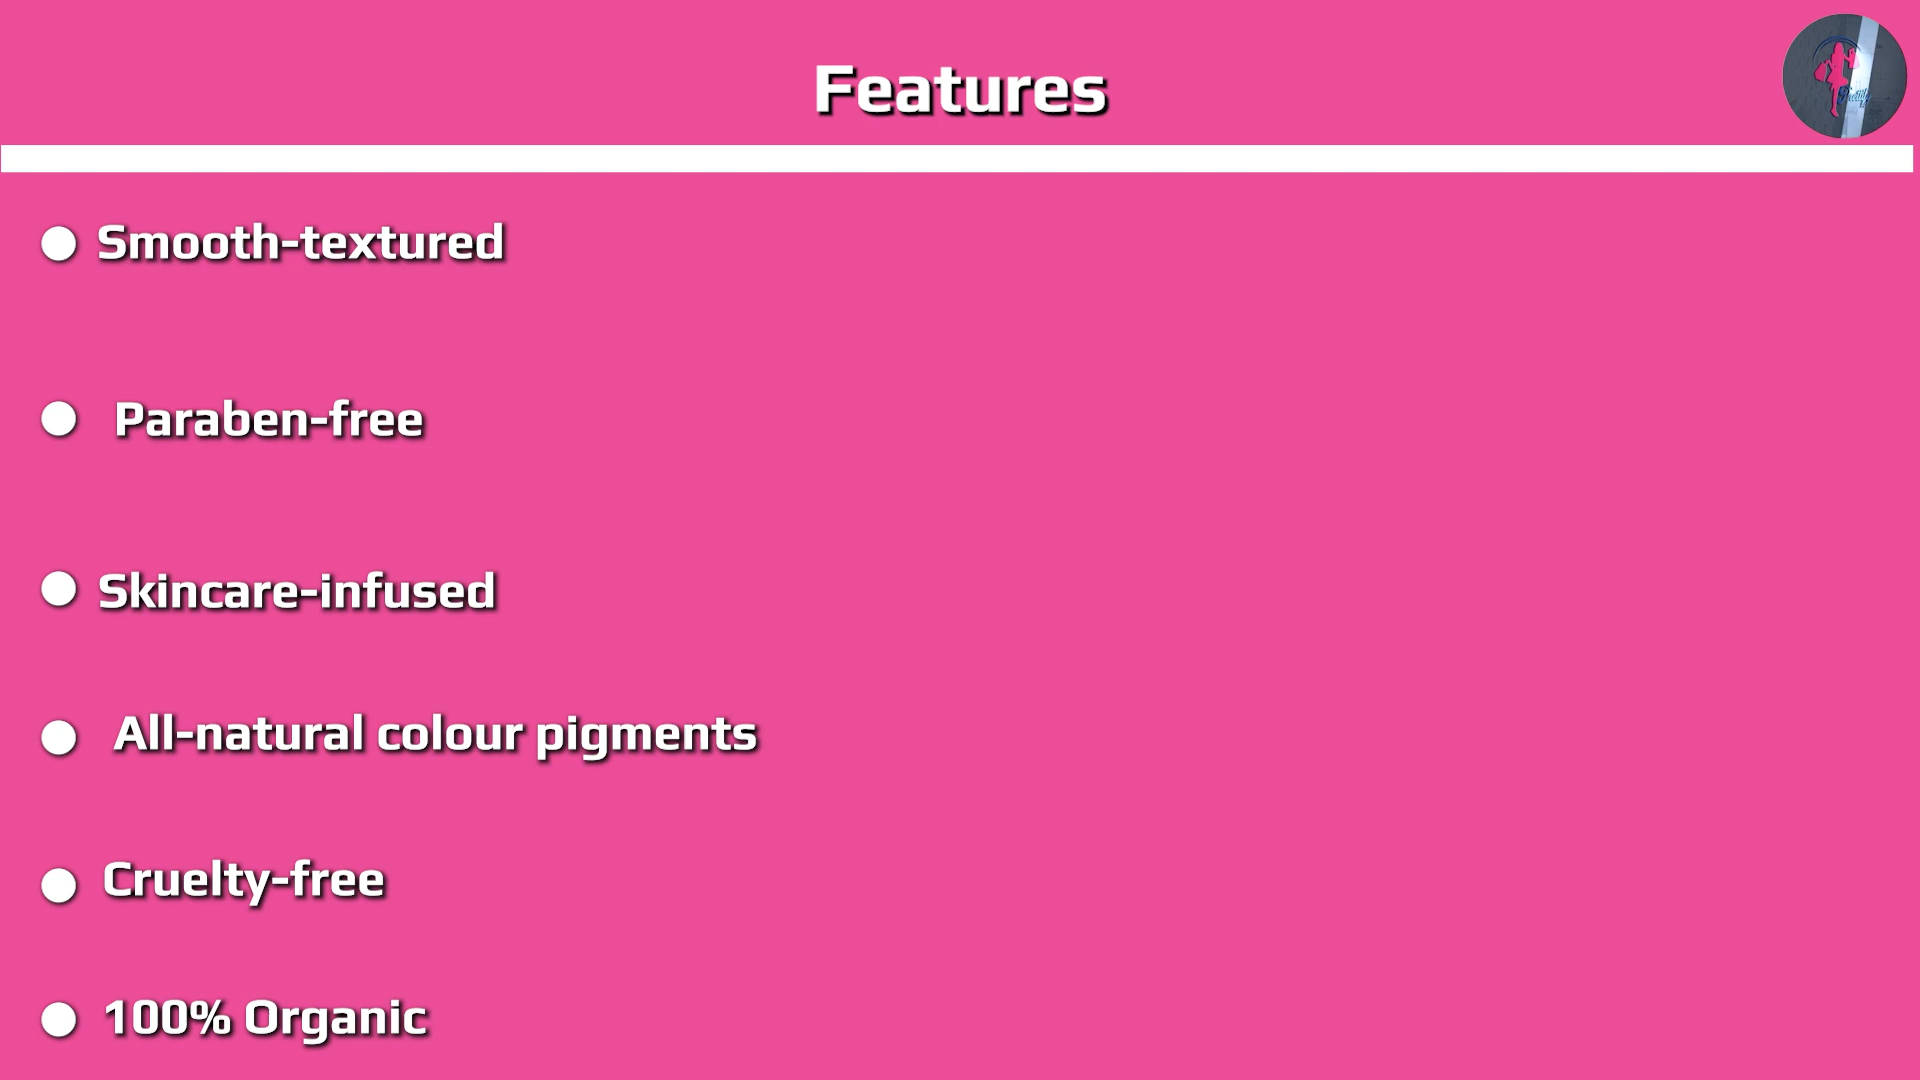 Features
Smooth-textured
Paraben-free
Skincare-infused
All-natural colour pigments
Cruelty-free
100% Organic